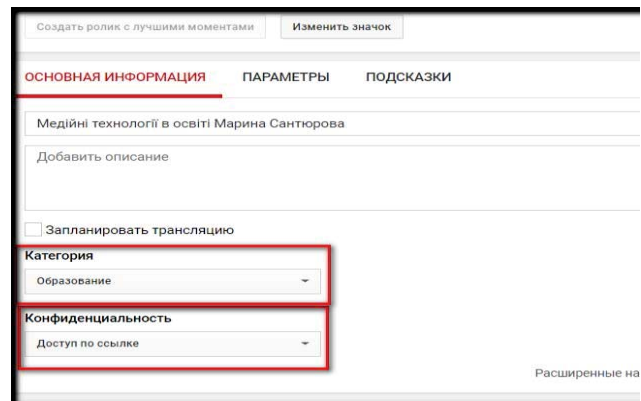 Создать ролик с лучшими моментами Изменить значок
ОСНОВНАЯ ИНФОРМАЦИЯ ПАРАМЕТРЫ ПОДСКАЗКИ
Медійні технології в освіті Марина Сантюрова
Добавить описание
Запланировать трансляцию
Категория
Образование
Конфиденциальность
Доступ по ссылке
Расширенные на